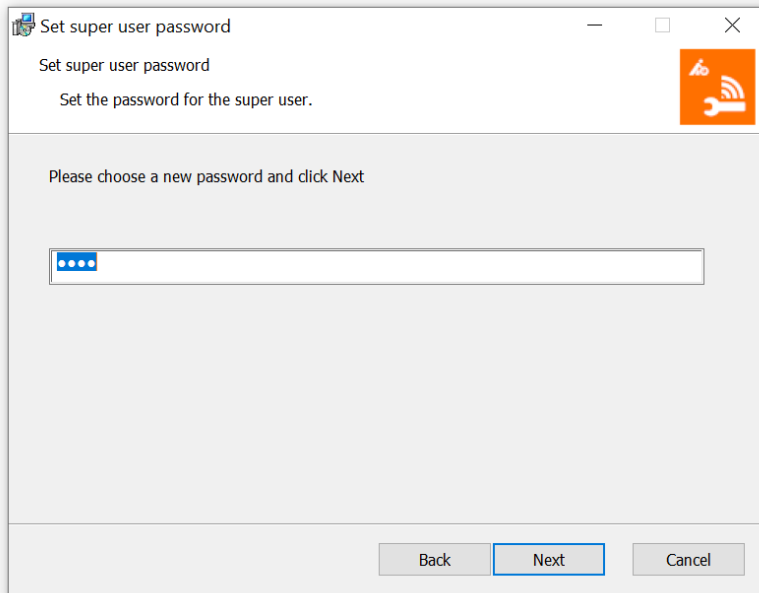 Set super user password
Set super user password
Set the password for the super user.
Please choose a new password and click Next
••••
Back
Next
Cancel